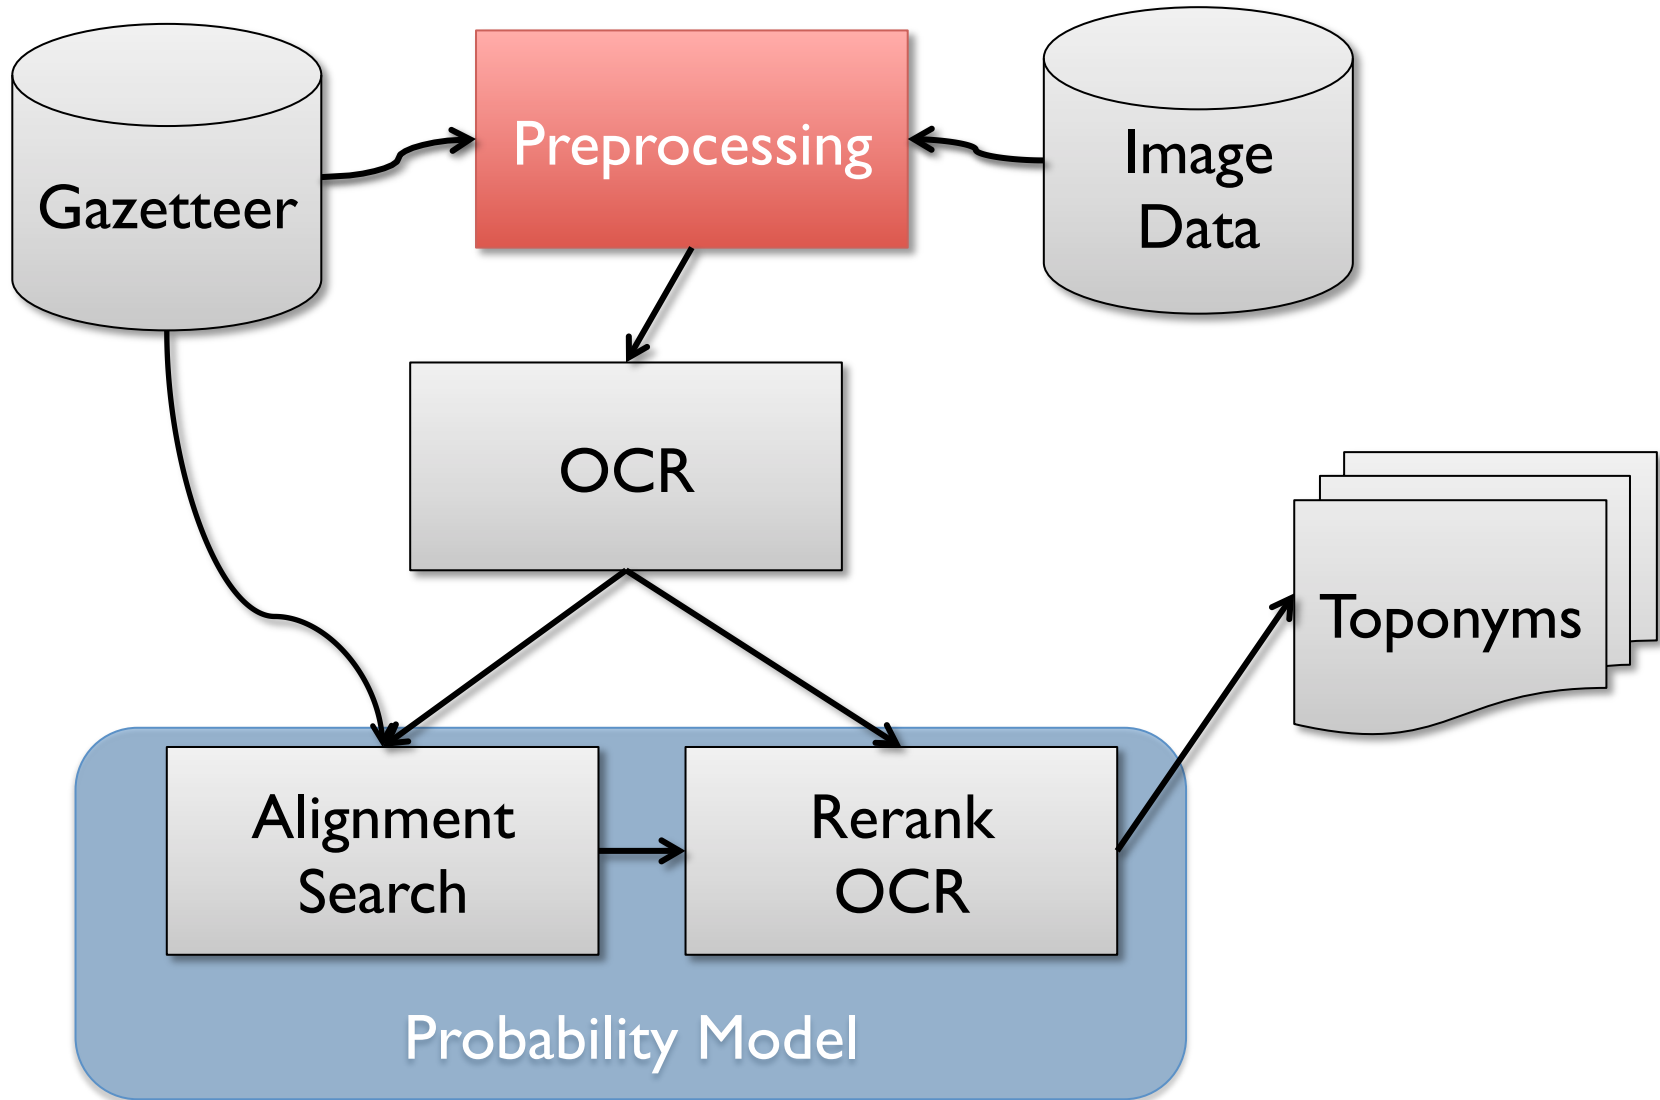 Preprocessing
Gazetteer
Image
Data
OCR
Toponyms
Alignment
Search
Rerank
OCR
Probability Model